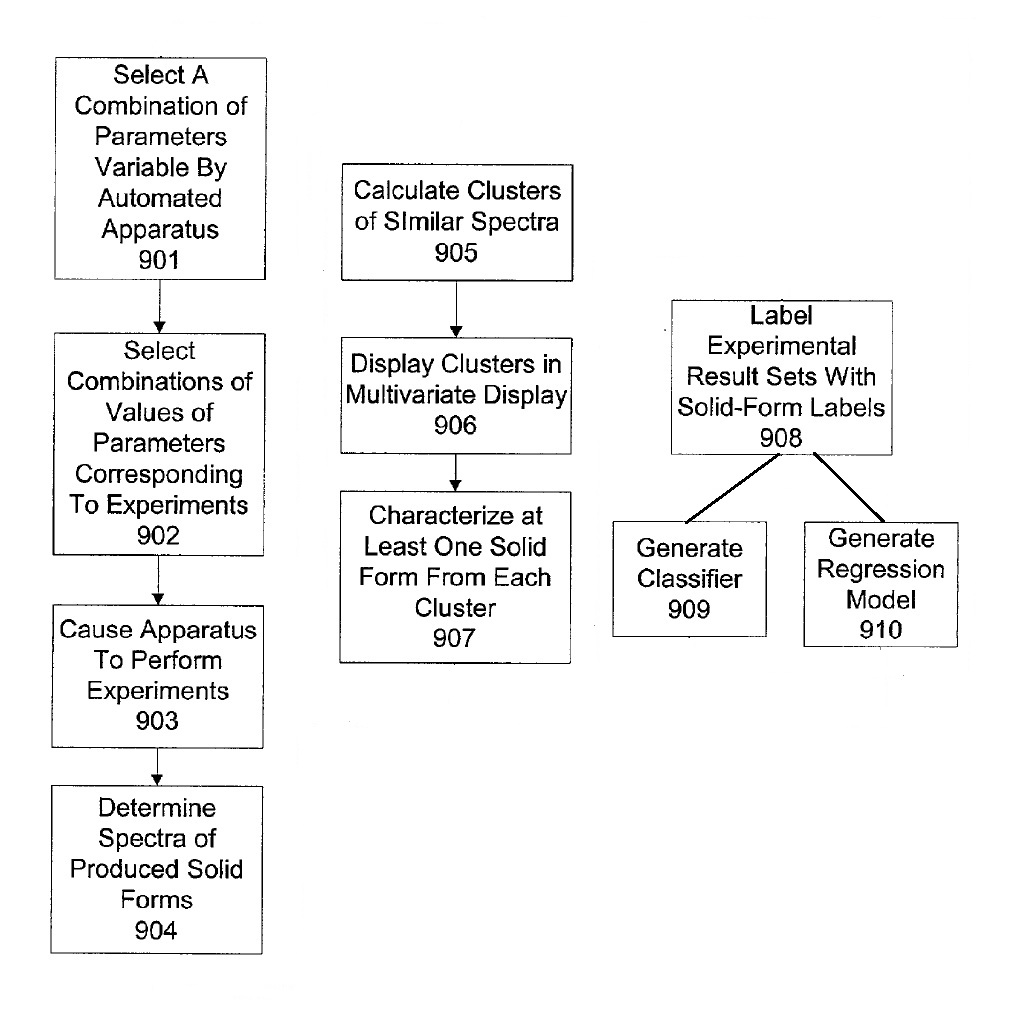 Select A
Combination of
Parameters
Variable By
Automated
Apparatus
901
Select
Combinations of
Values of
Parameters
Corresponding
To Experiments
902
Cause Apparatus
To Perform
Experiments
903
Determine
Spectra of
Produced Solid
Forms
904
Calculate Clusters
of SImilar Spectra
905
Display Clusters in
Multivariate Display
906
Characterize at
Least One Solid
Form From Each
Cluster
907
Label
Experimental
Result Sets With
Solid-Form Labels
908
Generate
Classifier
909
Generate
Regression
Model
910